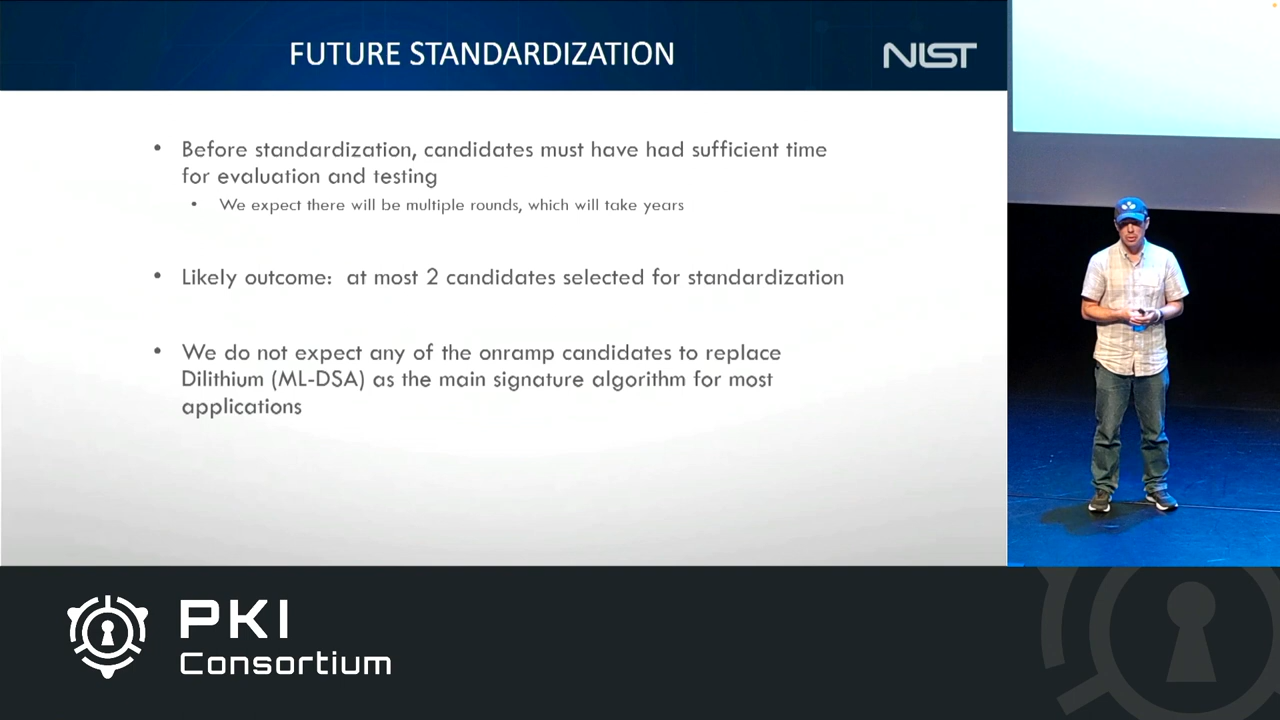 FUTURE STANDARDIZATION
NIST
• Before standardization, candidates must have had sufficient time
for evaluation and testing
• We expect there will be multiple rounds, which will take years
• Likely outcome: at most 2 candidates selected for standardization
• We do not expect any of the onramp candidates to replace
Dilithium (ML-DSA) as the main signature algorithm for most
applications
PKI
Consortium